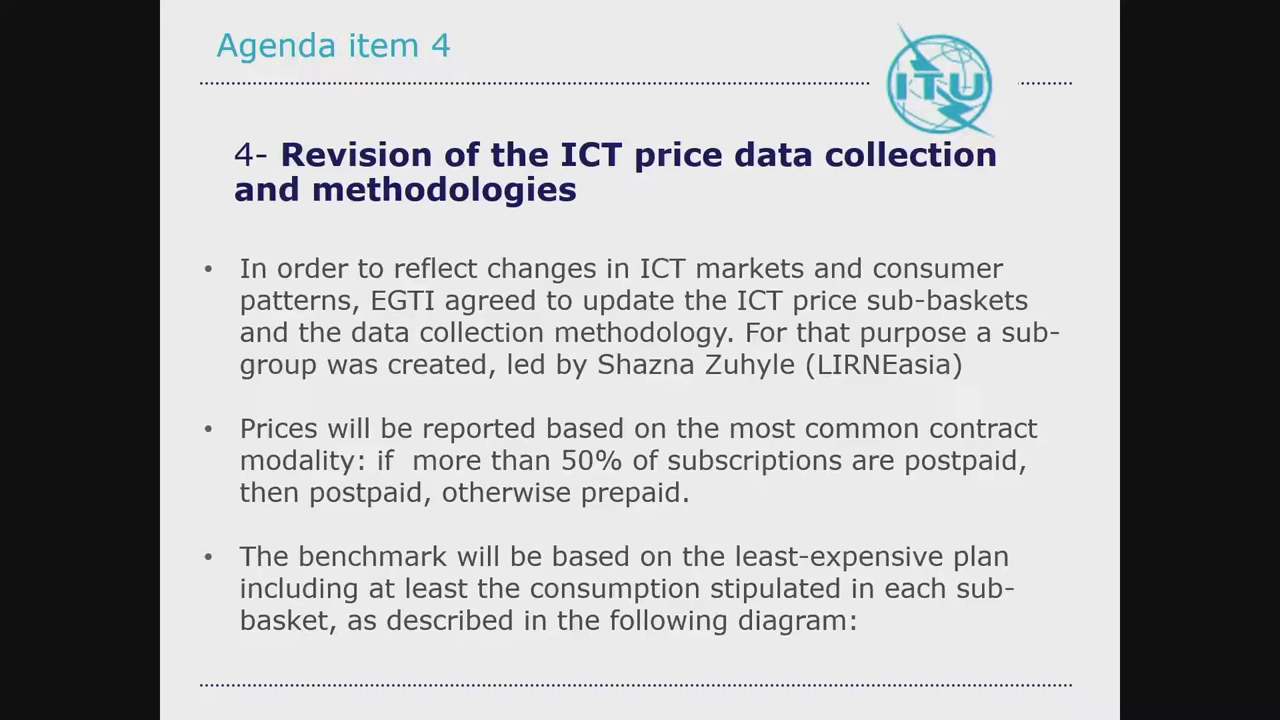 Agenda item 4
ITU
4- Revision of the ICT price data collection
and methodologies
• In order to reflect changes in ICT markets and consumer
patterns, EGTI agreed to update the ICT price sub-baskets
and the data collection methodology. For that purpose a sub-
group was created, led by Shazna Zuhyle (LIRNEasia)
• Prices will be reported based on the most common contract
modality: if  more than 50% of subscriptions are postpaid,
then postpaid, otherwise prepaid.
• The benchmark will be based on the least-expensive plan
including at least the consumption stipulated in each sub-
basket, as described in the following diagram: